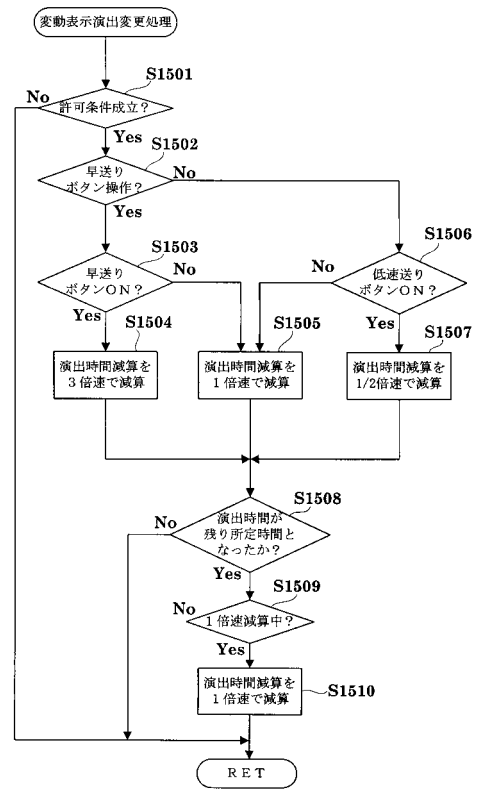 変動表示演出変更処理
S1501
No
許可条件成立？
Yes
S1502
早送り
ボタン操作？
No
Yes
S1503
早送り
ボタンＯＮ？
No
Yes
S1506
No
低速送り
ボタンＯＮ？
Yes
S1504
演出時間減算を
３倍速で減算
S1505
演出時間減算を
１倍速で減算
S1507
演出時間減算を
1/2倍速で減算
S1508
No
演出時間が
残り所定時間と
なったか？
Yes
S1509
No
１倍速減算中？
Yes
演出時間減算を
１倍速で減算
S1510
ＲＥＴ